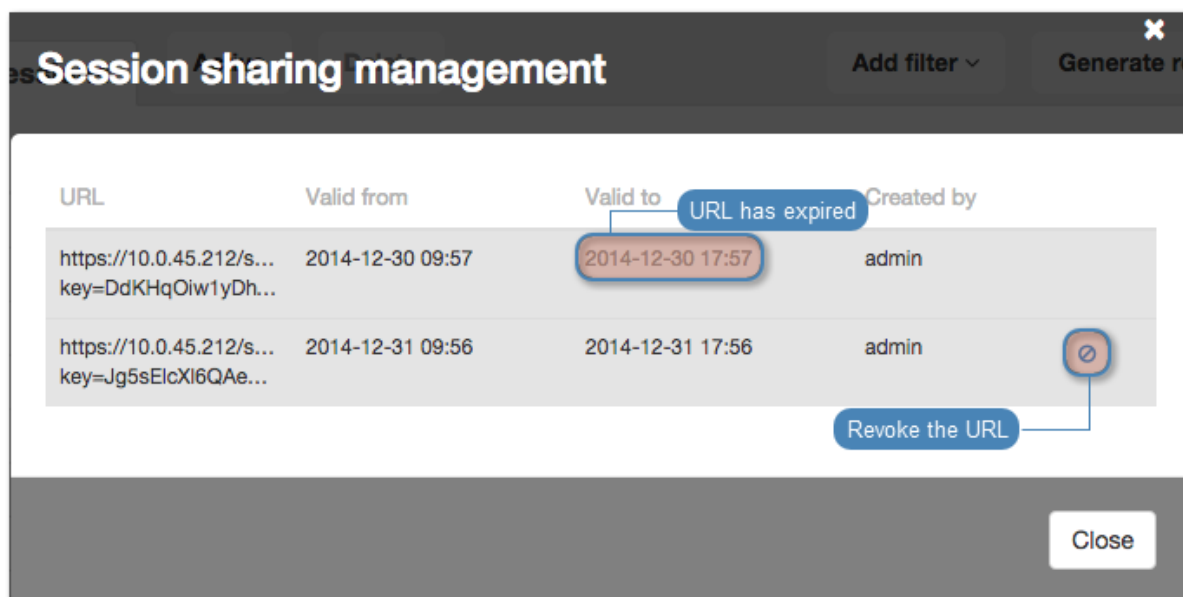 Session sharing management
Add filter
Generate
URL Valid from Valid to Created by
URL has expired
https://10.0.45.212/s... 2014-12-30 09:57 2014-12-30 17:57 admin
key=DdKHqOiw1yDh...
https://10.0.45.212/s... 2014-12-31 09:56 2014-12-31 17:56 admin
key=Jg5sElcXl6QAe...
Revoke the URL
Close